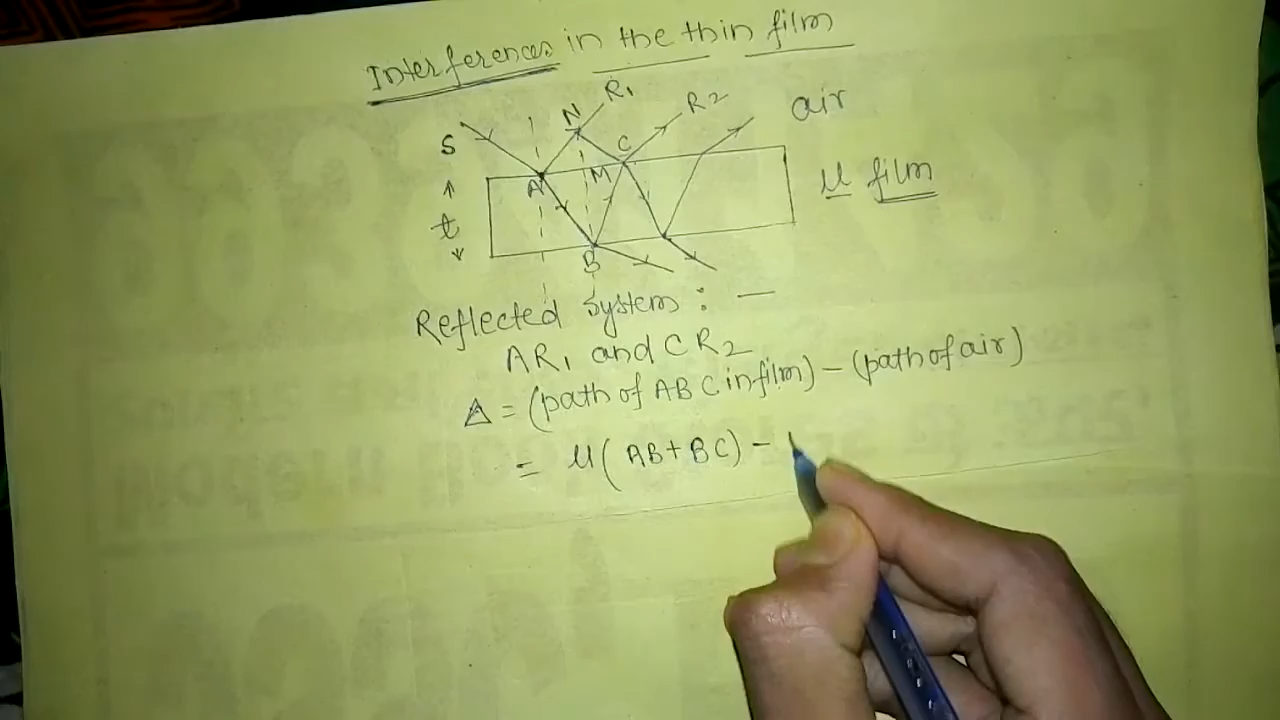 Interferences in the thin film
S
N
R1
C
R2
air
t
A
M
B
μ film
Reflected system : —
AR1 and CR2
Δ = (path of ABC in film) – (path of air)
= μ( AB+BC) –